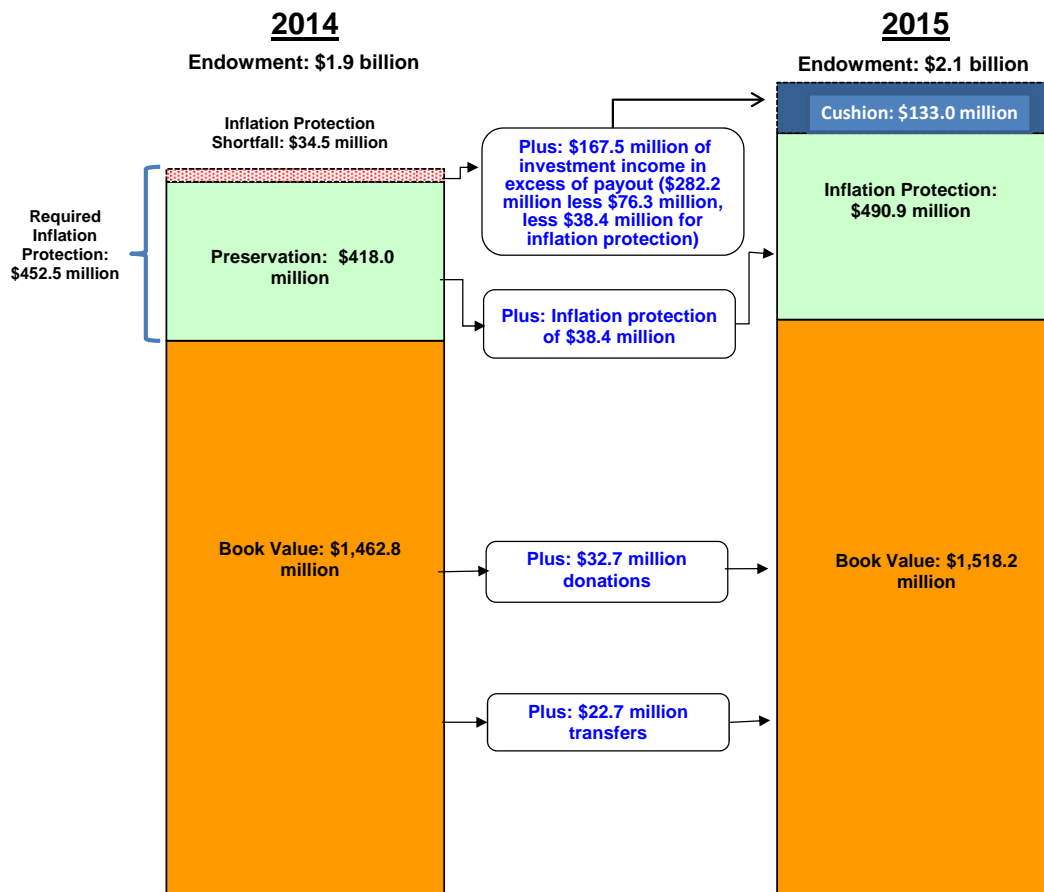 2014
Endowment: $1.9 billion
Inflation Protection
Shortfall: $34.5 million
Required
Inflation
Protection:
$452.5 million
Preservation: $418.0
million
Book Value: $1,462.8
million
Plus: $167.5 million of
investment income in
excess of payout ($282.2
million less $76.3 million,
less $38.4 million for
inflation protection)
Plus: Inflation protection
of $38.4 million
Plus: $32.7 million
donations
Plus: $22.7 million
transfers
2015
Endowment: $2.1 billion
Cushion: $133.0 million
Inflation Protection:
$490.9 million
Book Value: $1,518.2
million